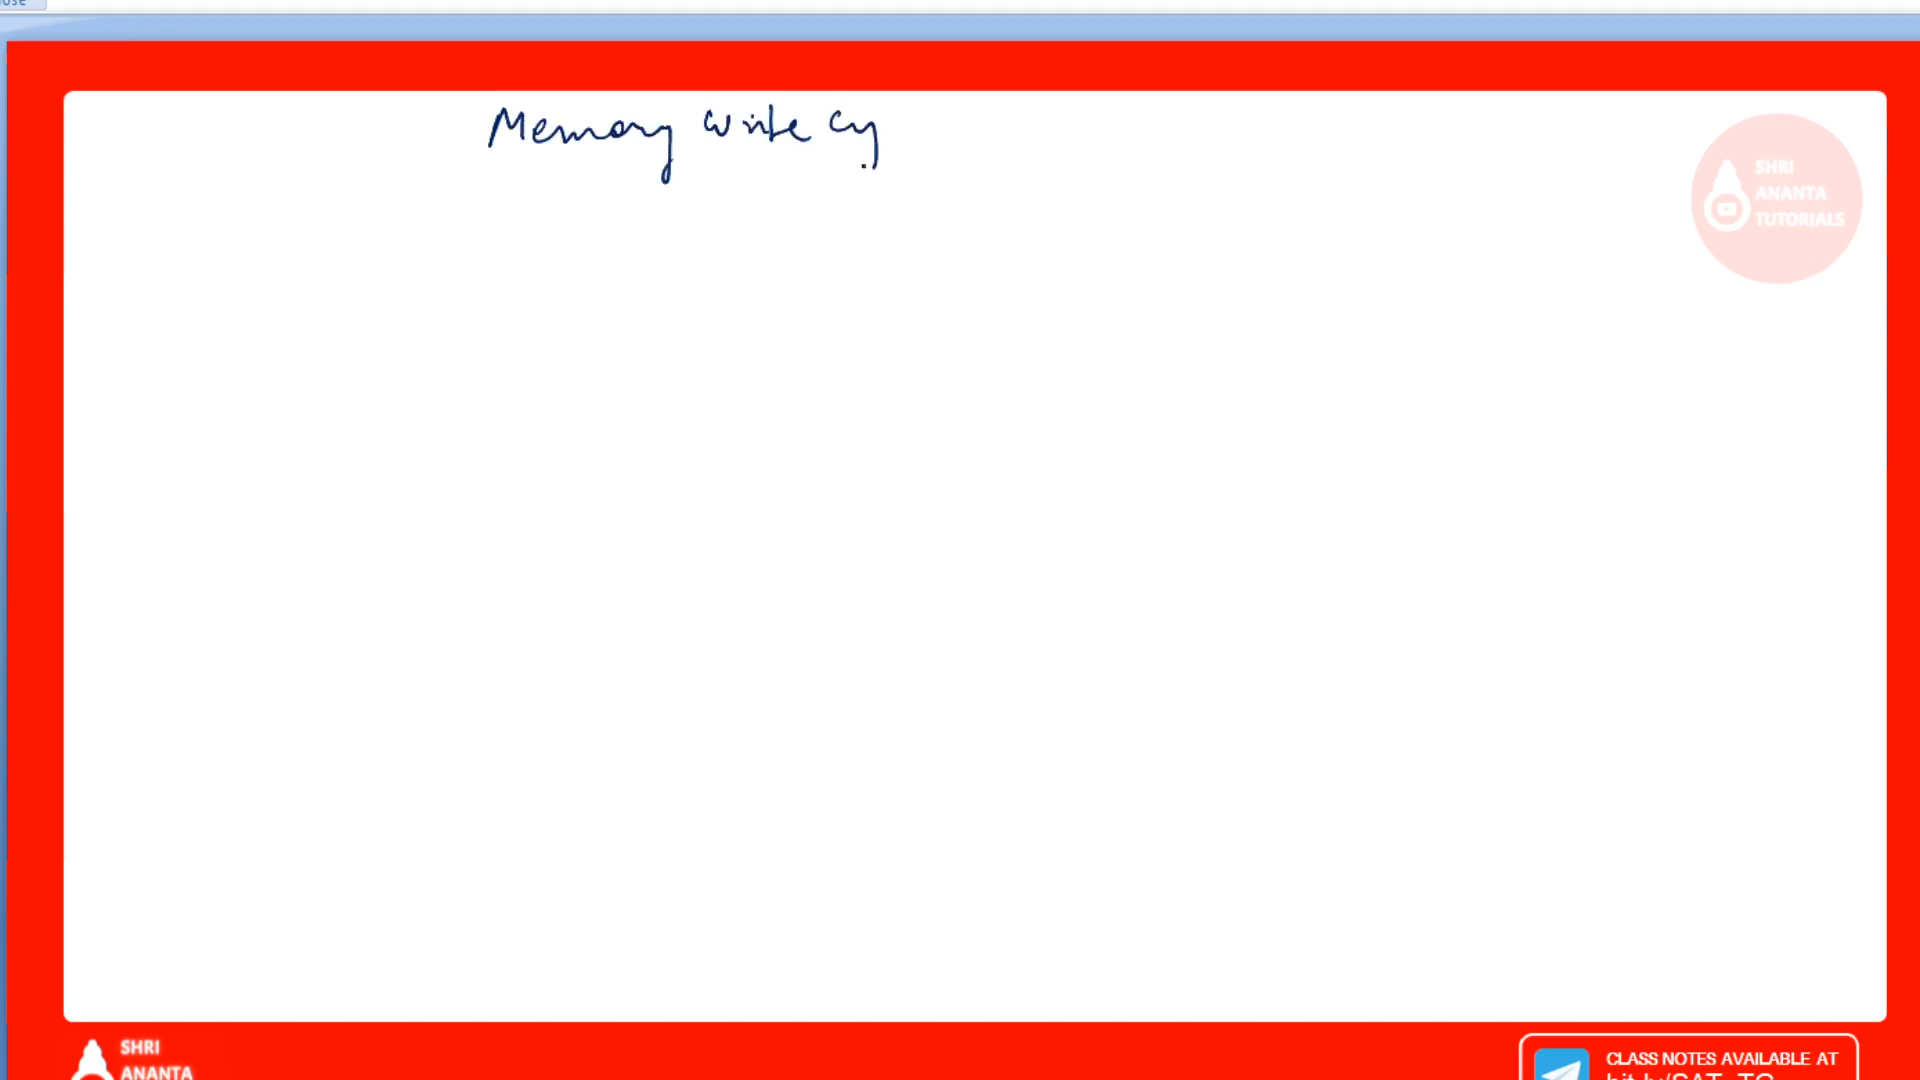 Memory write cy
SHRI
ANANTA
TUTORIALS
SHRI
ANANTA
CLASS NOTES AVAILABLE AT